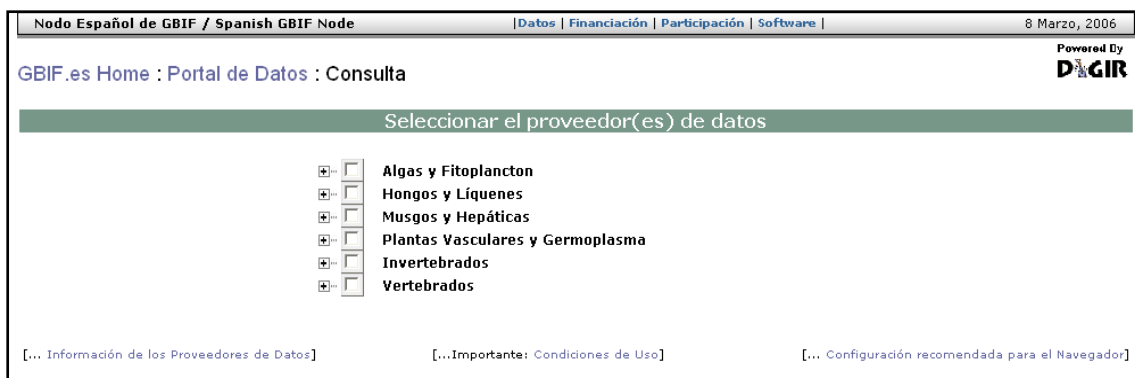 Nodo Español de GBIF / Spanish GBIF Node |Datos | Financiación | Participación | Software | 8 Marzo, 2006
Powered By
DiGIR
GBIF.es Home : Portal de Datos : Consulta
Seleccionar el proveedor(es) de datos
Algas y Fitoplancton
Hongos y Líquenes
Musgos y Hepáticas
Plantas Vasculares y Germoplasma
Invertebrados
Vertebrados
[... Información de los Proveedores de Datos] [...Importante: Condiciones de Uso] [... Configuración recomendada para el Navegador]